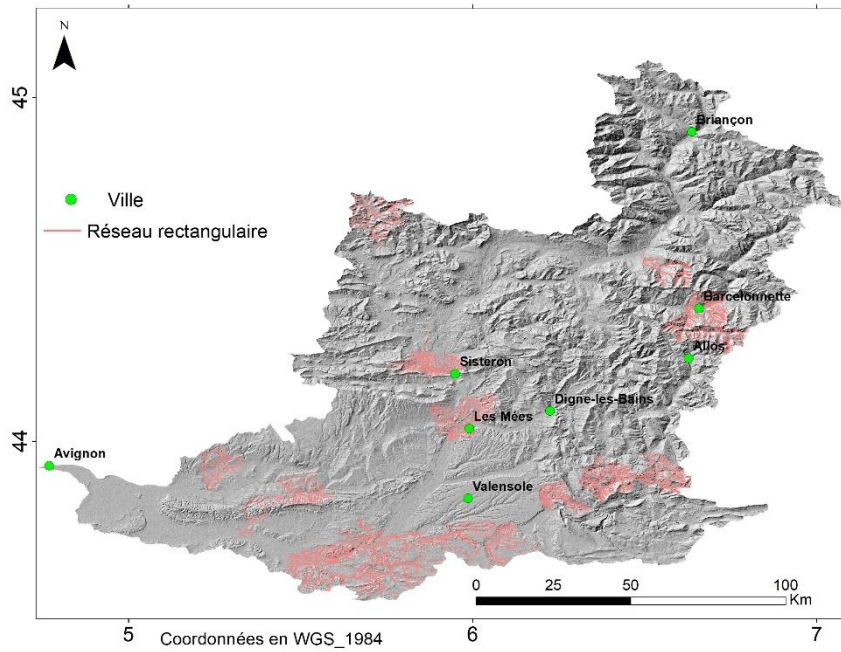 N
45
Briançon
Ville
Réseau rectangulaire
Barcelonnette
Allos
Sisteron
Digne-les-Bains
Les Mées
44
Avignon
Valensole
0 25 50 100
Km
5 6 7
Coordonnées en WGS_1984